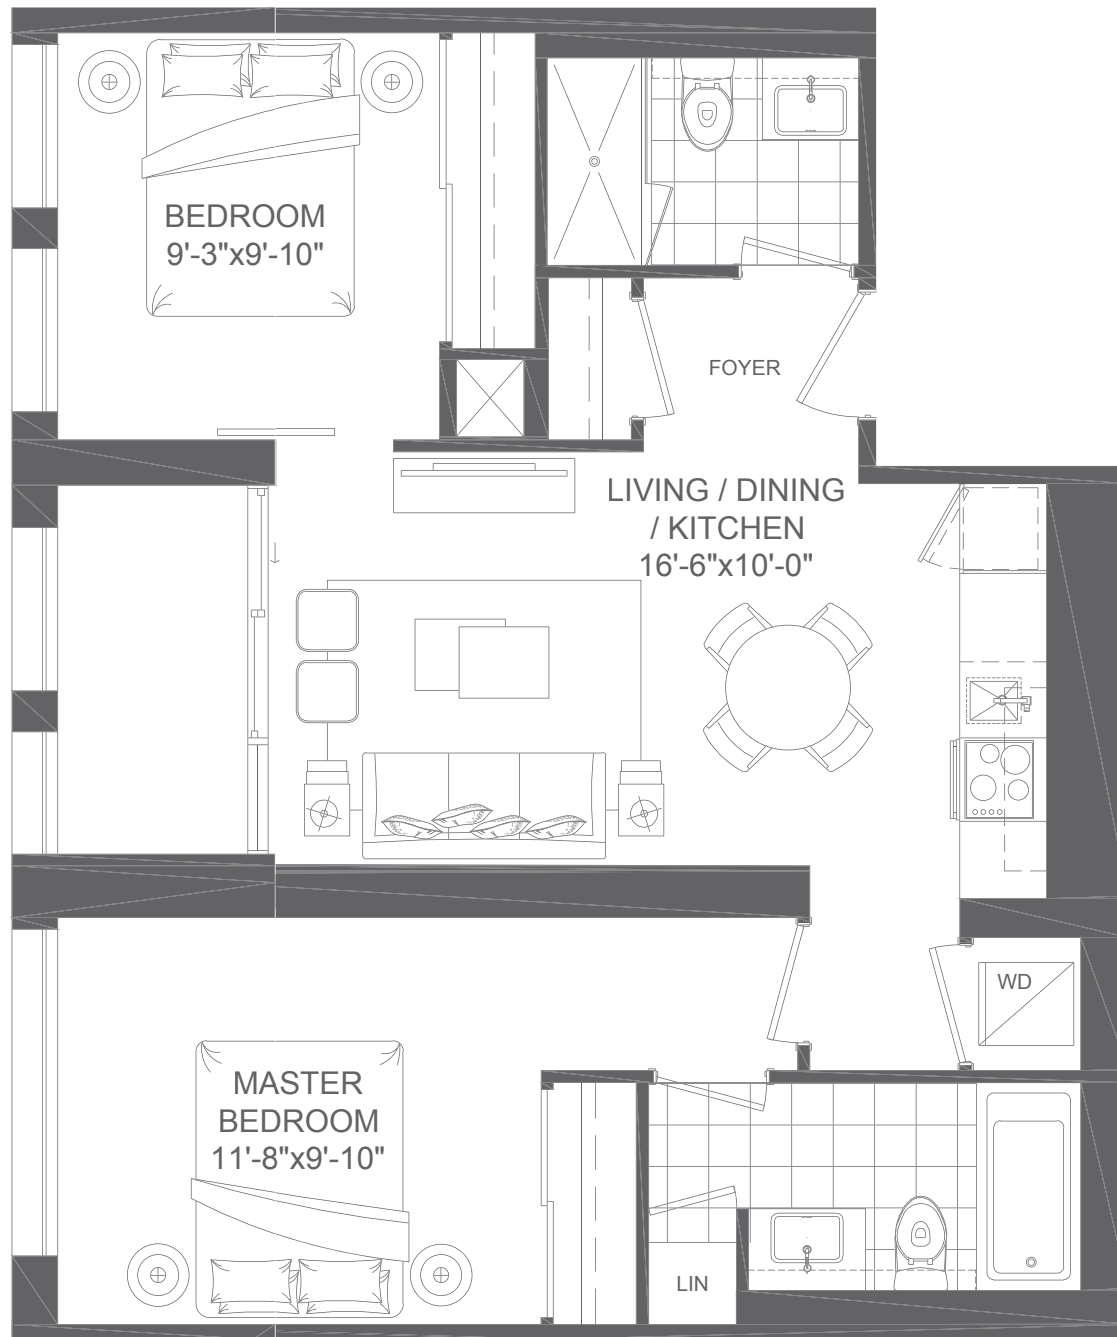 BEDROOM
9'-3"x9'-10"
FOYER
LIVING / DINING
/ KITCHEN
16'-6"x10'-0"
WD
MASTER
BEDROOM
11'-8"x9'-10"
LIN